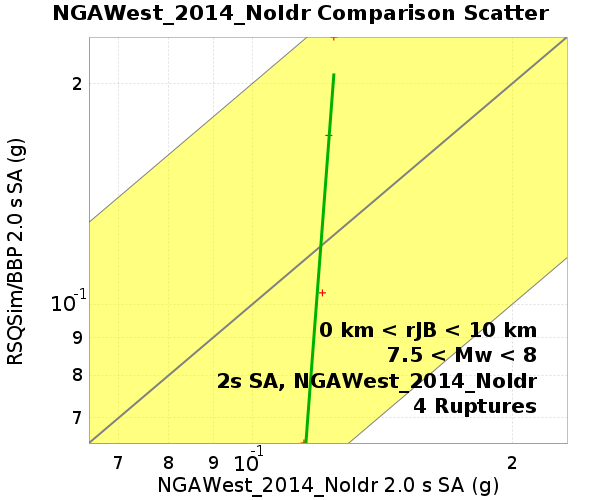 NGAWest_2014_NoIdr Comparison Scatter
RSQSim/BBP 2.0 s SA (g)
2
10-1
9
8
7
0 km < rJB < 10 km
7.5 < Mw < 8
2s SA, NGAWest_2014_NoIdr
4 Ruptures
7 8 9 10-1 2
NGAWest_2014_NoIdr 2.0 s SA (g)